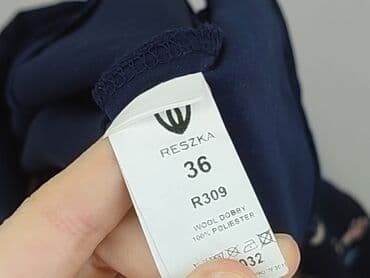 RESZKA
36
R309
WOOL DOBBY
100% POLIESTER
032